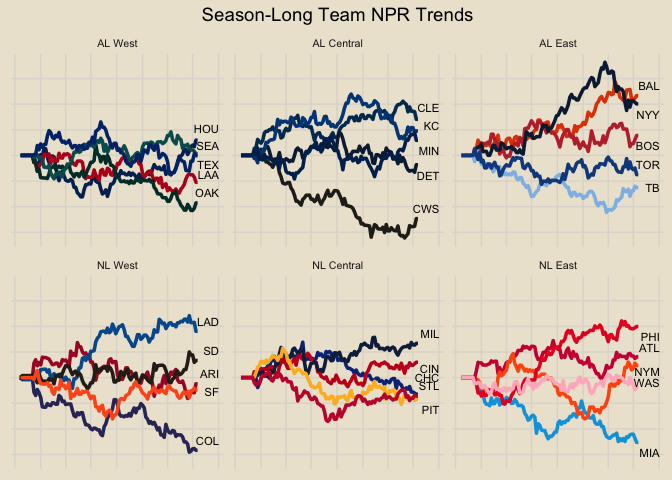 Season-Long Team NPR Trends
AL West
AL Central
AL East
HOU
SEA
TEX
LAA
OAK
CLE
KC
MIN
DET
CWS
BAL
NYY
BOS
TOR
TB
NL West
NL Central
NL East
LAD
SD
ARI
SF
COL
MIL
CIN
CHC
STL
PIT
PHI
ATL
NYM
WAS
MIA